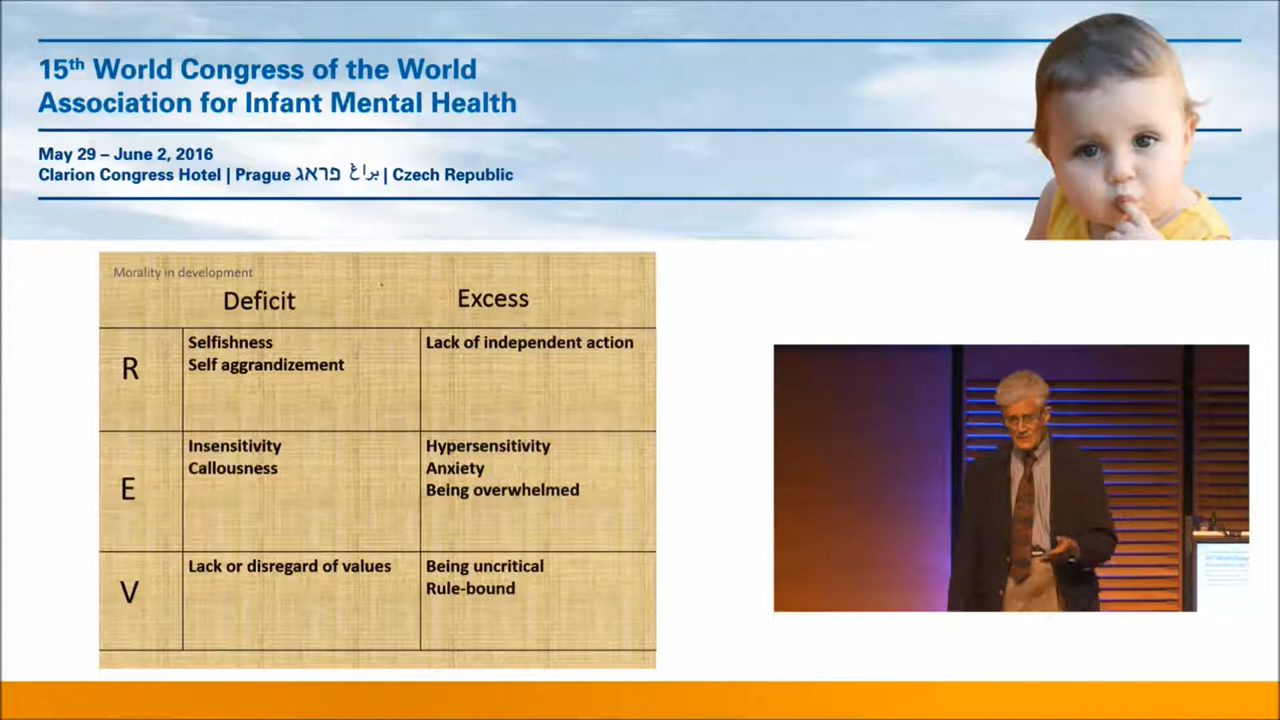 15th World Congress of the World
Association for Infant Mental Health
May 29 – June 2, 2016
Clarion Congress Hotel | Prague פראג براغ | Czech Republic
Morality in development
Deficit Excess
R
Selfishness
Self aggrandizement
Lack of independent action
E
Insensitivity
Callousness
Hypersensitivity
Anxiety
Being overwhelmed
V
Lack or disregard of values
Being uncritical
Rule-bound